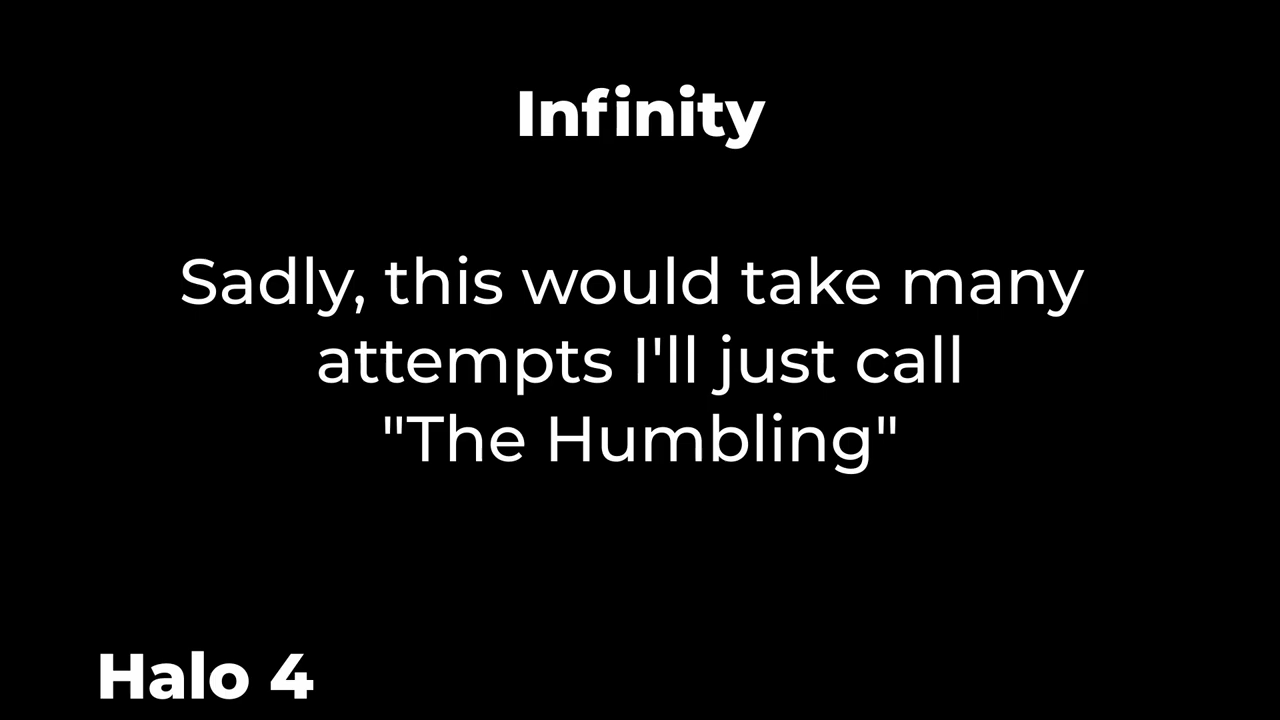 Infinity
Sadly, this would take many
attempts I'll just call
"The Humbling"
Halo 4